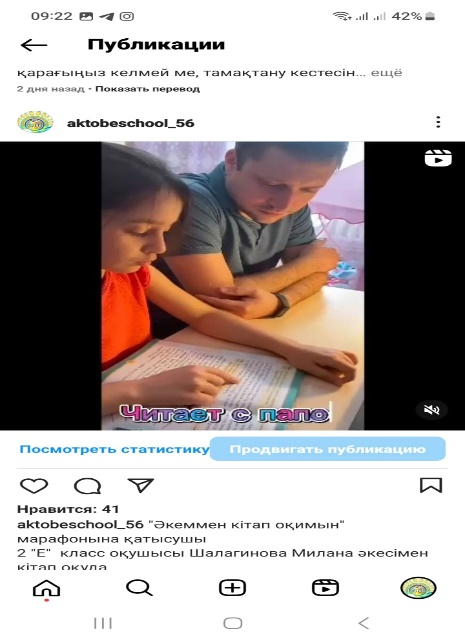 09:22
42%
Публикации
қарағыңыз келмей ме, тамақтану кестесін... ещё
2 дня назад • Показать перевод
aktobeschool_56
Читает с папо
Посмотреть статистику
Продвигать публикацию
Нравится: 41
aktobeschool_56 "Әкеммен кітап оқимын"
марафонына қатысушы
2 "Е" класс оқушысы Шалагинова Милана әкесімен
кітап оқуда